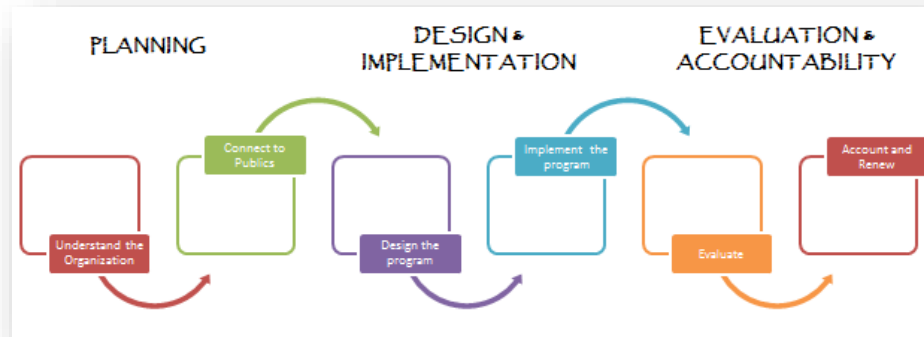 PLANNING
DESIGN &
IMPLEMENTATION
EVALUATION &
ACCOUNTABILITY
Understand the
Organization
Connect to
Publics
Design the
program
Implement the
program
Evaluate
Account and
Renew